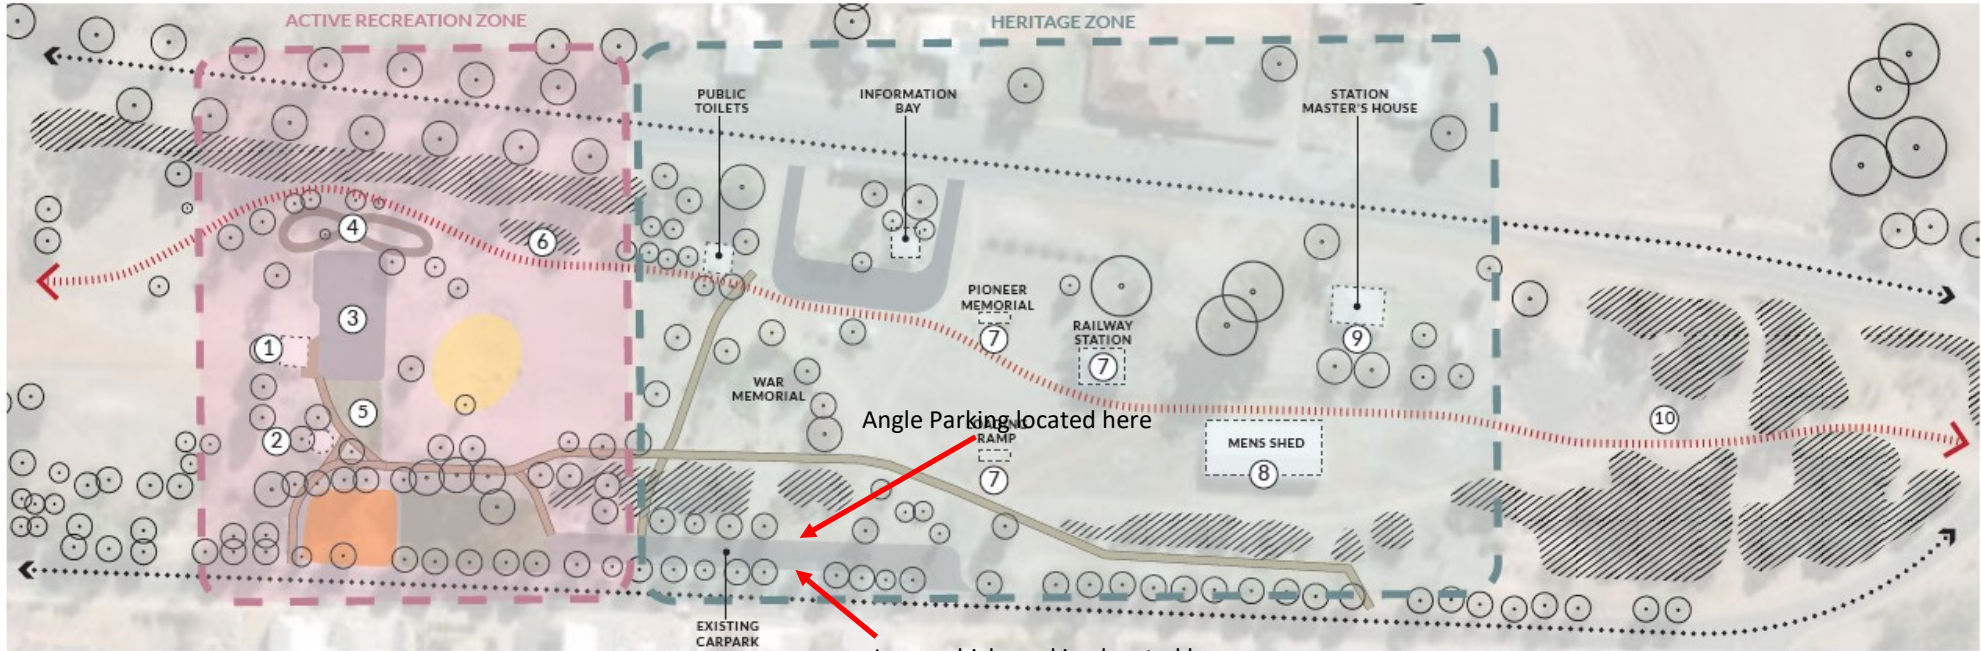 ACTIVE RECREATION ZONE
HERITAGE ZONE
PUBLIC
TOILETS
INFORMATION
BAY
STATION
MASTER'S HOUSE
4
6
3
1
5
2
PIONEER
MEMORIAL
7
RAILWAY
STATION
7
9
WAR
MEMORIAL
10
Angle Parking located here
RAMP
7
MENS SHED
8
EXISTING
CARPARK